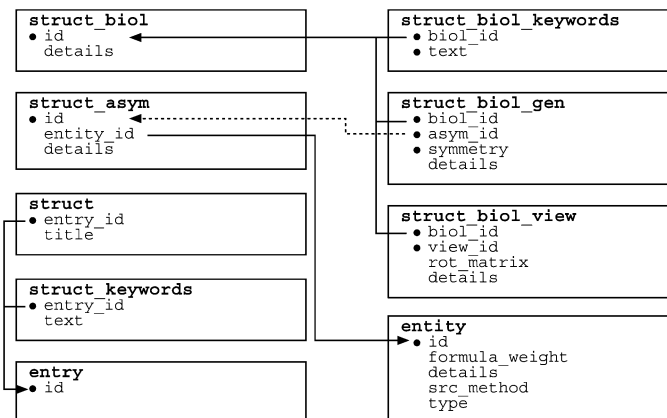 struct_biol
• id
details
struct_asym
• id
entity_id
details
struct
• entry_id
title
struct_keywords
• entry_id
text
entry
• id
struct_biol_keywords
• biol_id
• text
struct_biol_gen
• biol_id
• asym_id
• symmetry
details
struct_biol_view
• biol_id
• view_id
rot_matrix
details
entity
• id
formula_weight
details
src_method
type